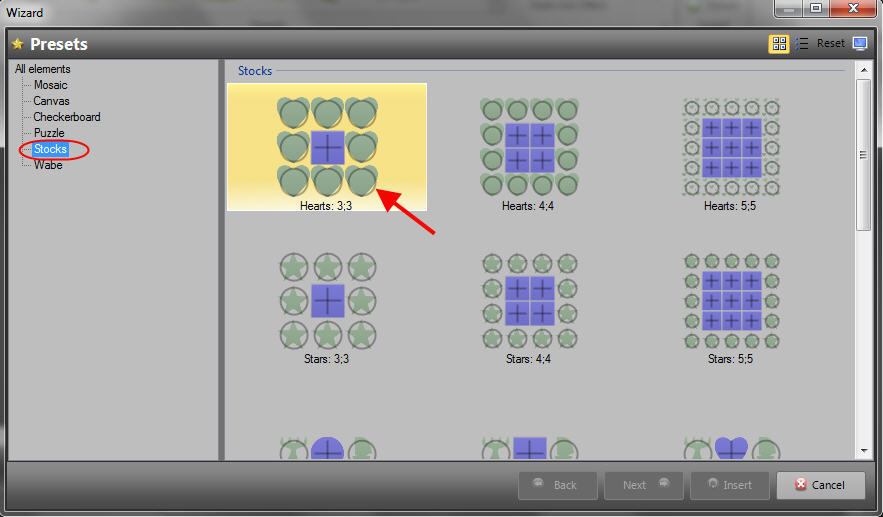 Wizard
Presets
Reset
All elements
Mosaic
Canvas
Checkerboard
Puzzle
Stocks
Wabe
Stocks
Hearts: 3;3
Hearts: 4;4
Hearts: 5;5
Stars: 3;3
Stars: 4;4
Stars: 5;5
Back
Next
Insert
Cancel